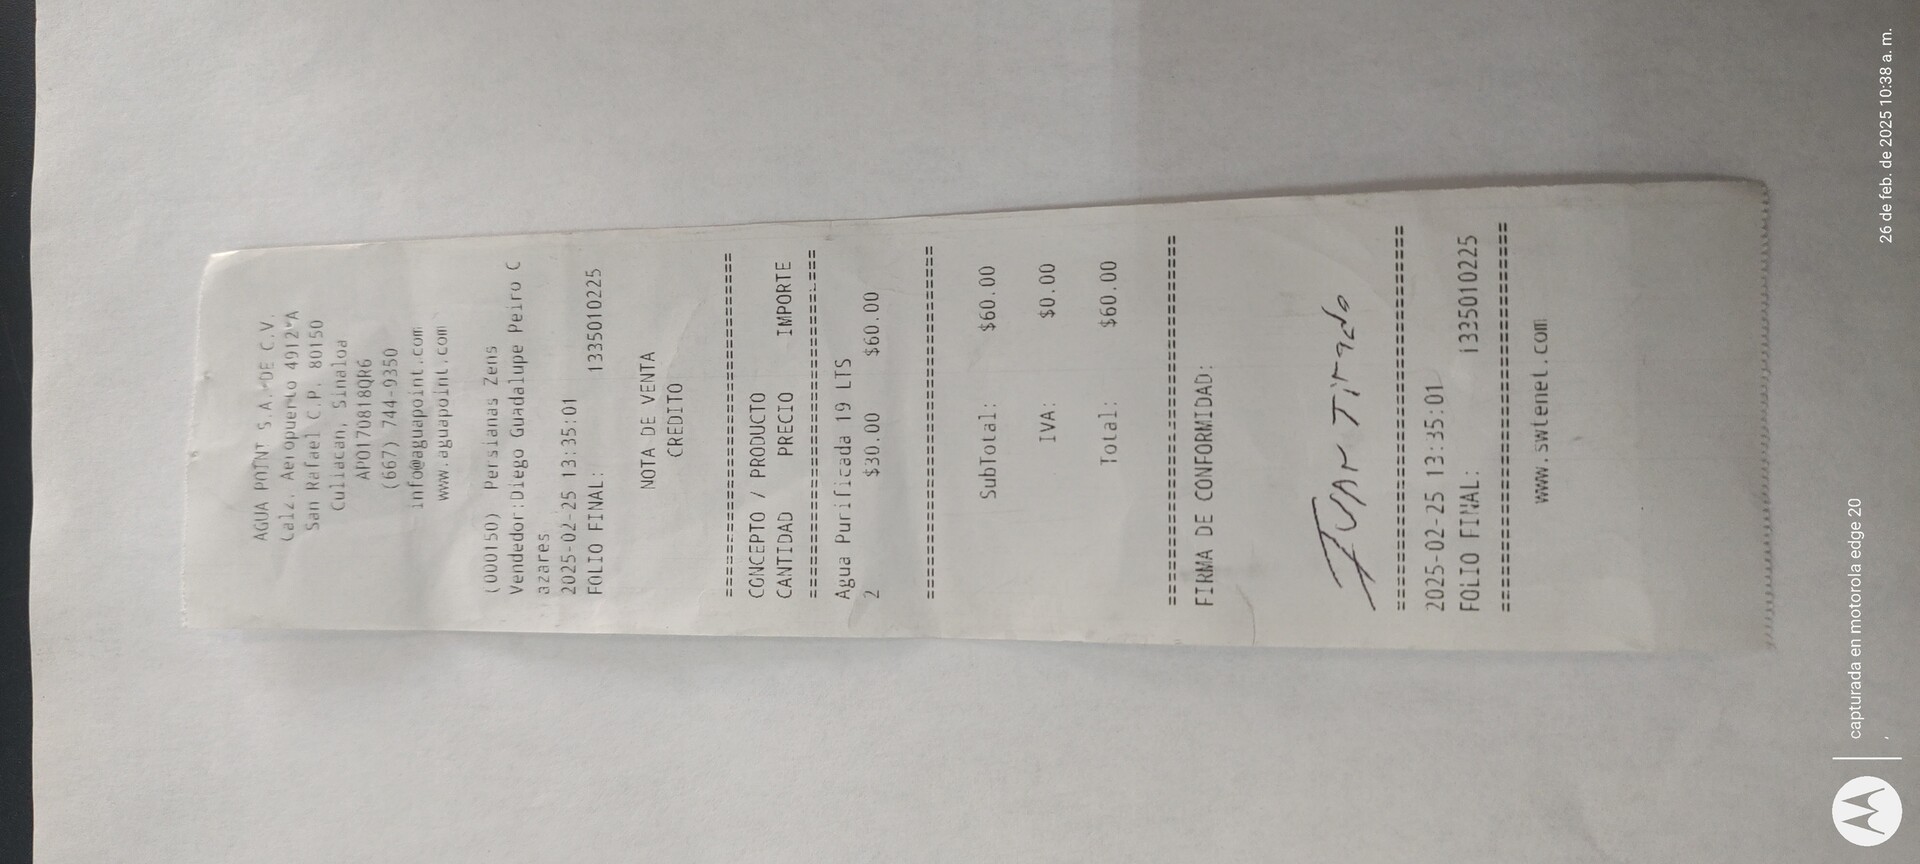 AGUA POINT S.A. DE C.V.
Calz. Aeropuerto 4912*A
San Rafael C.P. 80150
Culiacan, Sinaloa
APO170818QR6
(667) 744-9350
info@aguapoint.com
www.aguapoint.com
(000150) Persianas Zens
Vendedor:Diego Guadalupe Peiro C
azares
2025-02-25 13:35:01
FOLIO FINAL: 1335010225
NOTA DE VENTA
CREDITO
================================
CONCEPTO / PRODUCTO
CANTIDAD PRECIO IMPORTE
================================
Agua Purificada 19 LTS
2 $30.00 $60.00
================================
SubTotal: $60.00
IVA: $0.00
Total: $60.00
================================
FIRMA DE CONFORMIDAD:
IVAN Tirado
================================
2025-02-25 13:35:01
FOLIO FINAL: 1335010225
================================
www.swtenet.com
capturada en motorola edge 20
,
26 de feb. de 2025 10:38 a. m.